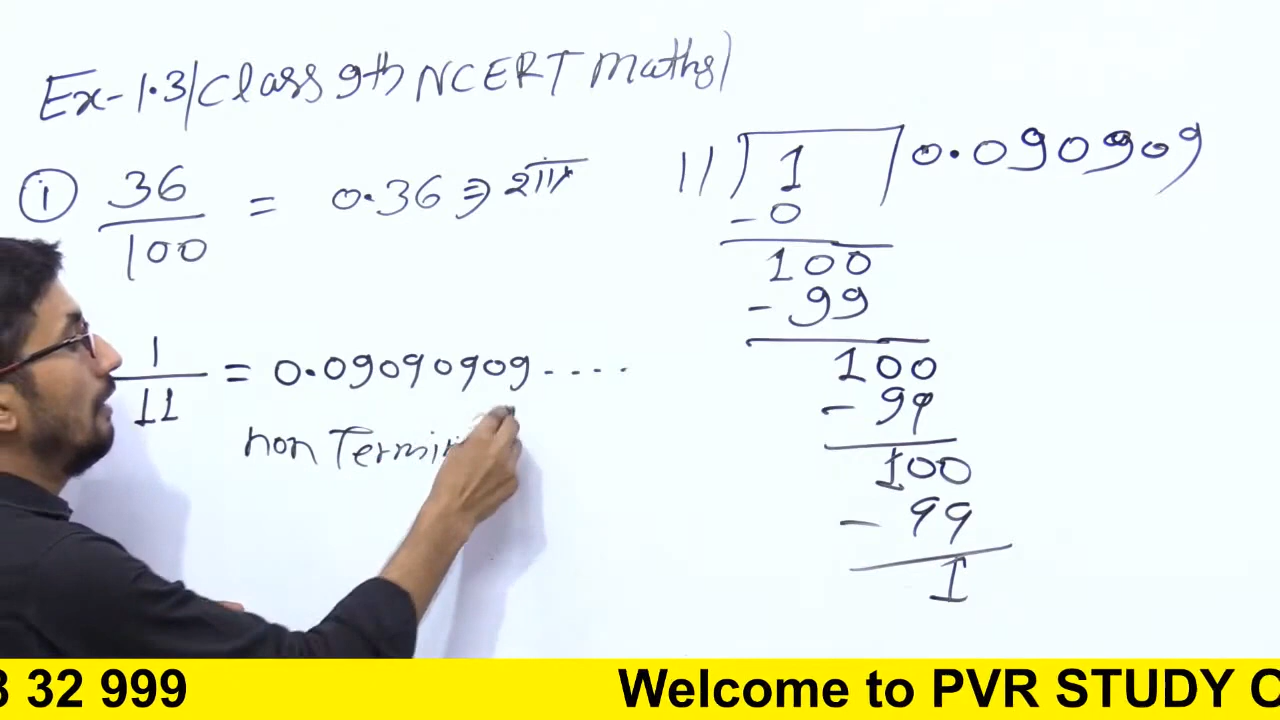 Ex-1.3/Class 9th NCERT Maths)
(i) 36/100 = 0.36 ⇒
1/11 = 0.09090909....
non Termin
11) 1 0.090909
-0
100
- 99
100
- 99
100
- 99
1
3 32 999 Welcome to PVR STUDY C